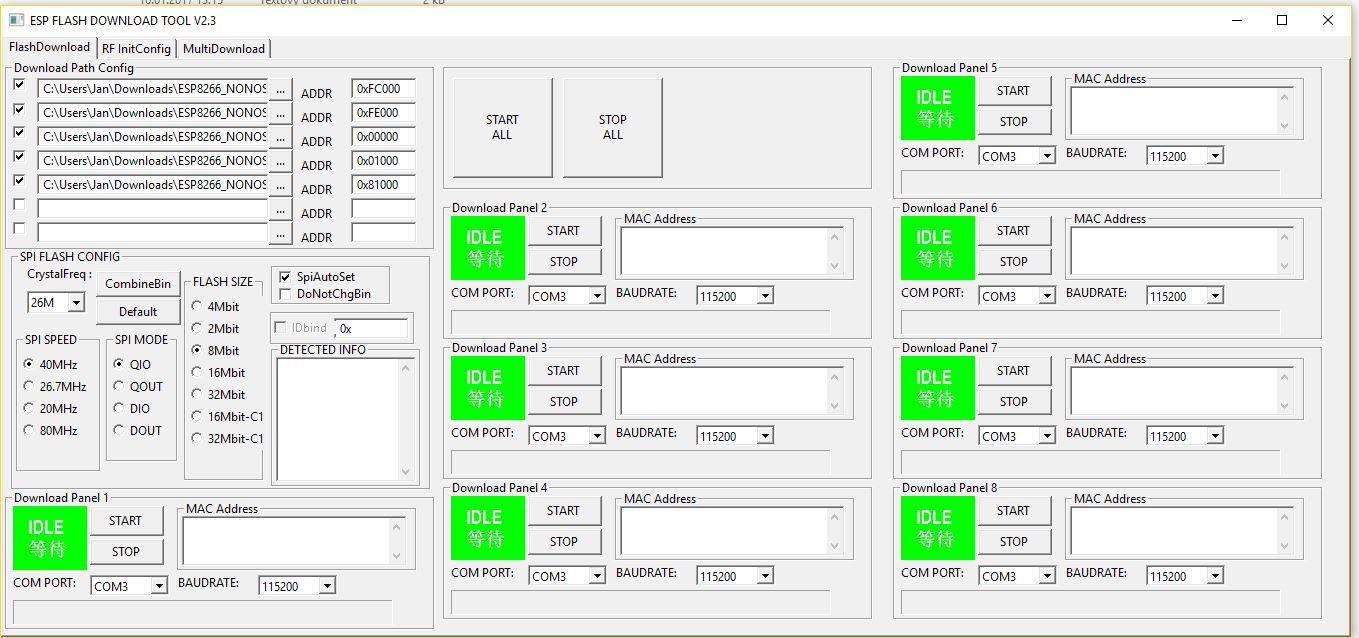 16.01.2017 13:15 Textový dokument 2 kB
ESP FLASH DOWNLOAD TOOL V2.3
FlashDownload RF InitConfig MultiDownload
Download Path Config
C:\Users\Jan\Downloads\ESP8266_NONOS ... ADDR 0xFC000
C:\Users\Jan\Downloads\ESP8266_NONOS ... ADDR 0xFE000
C:\Users\Jan\Downloads\ESP8266_NONOS ... ADDR 0x00000
C:\Users\Jan\Downloads\ESP8266_NONOS ... ADDR 0x01000
C:\Users\Jan\Downloads\ESP8266_NONOS ... ADDR 0x81000
... ADDR
... ADDR
SPI FLASH CONFIG
CrystalFreq :
26M
CombineBin
Default
SPI SPEED
40MHz
26.7MHz
20MHz
80MHz
SPI MODE
QIO
QOUT
DIO
DOUT
FLASH SIZE
4Mbit
2Mbit
8Mbit
16Mbit
32Mbit
16Mbit-C1
32Mbit-C1
SpiAutoSet
DoNotChgBin
IDbind , 0x
DETECTED INFO
Download Panel 1
IDLE
等待
START
STOP
MAC Address
COM PORT: COM3 BAUDRATE: 115200
START
ALL
STOP
ALL
Download Panel 2
IDLE
等待
START
STOP
MAC Address
COM PORT: COM3 BAUDRATE: 115200
Download Panel 3
IDLE
等待
START
STOP
MAC Address
COM PORT: COM3 BAUDRATE: 115200
Download Panel 4
IDLE
等待
START
STOP
MAC Address
COM PORT: COM3 BAUDRATE: 115200
Download Panel 5
IDLE
等待
START
STOP
MAC Address
COM PORT: COM3 BAUDRATE: 115200
Download Panel 6
IDLE
等待
START
STOP
MAC Address
COM PORT: COM3 BAUDRATE: 115200
Download Panel 7
IDLE
等待
START
STOP
MAC Address
COM PORT: COM3 BAUDRATE: 115200
Download Panel 8
IDLE
等待
START
STOP
MAC Address
COM PORT: COM3 BAUDRATE: 115200